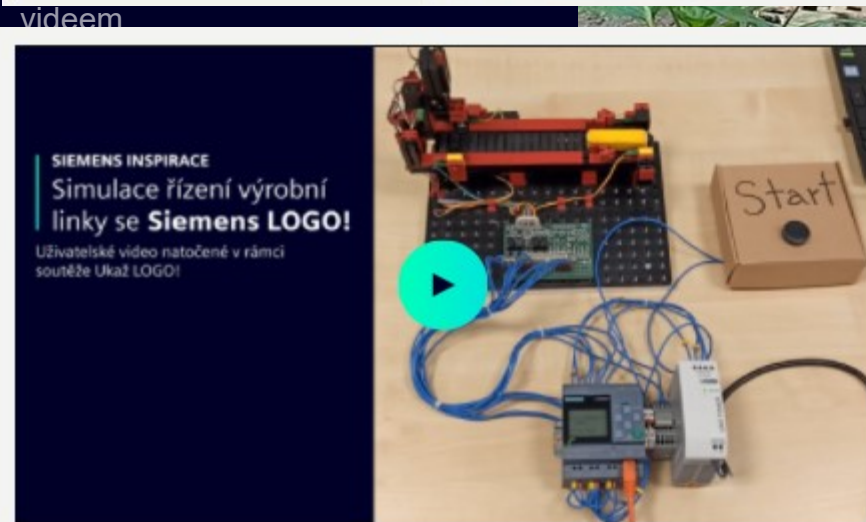 videem
SIEMENS INSPIRACE
Simulace řízení výrobní
linky se Siemens LOGO!
Uživatelské video natočené v rámci
soutěže Ukaž LOGO!
Start